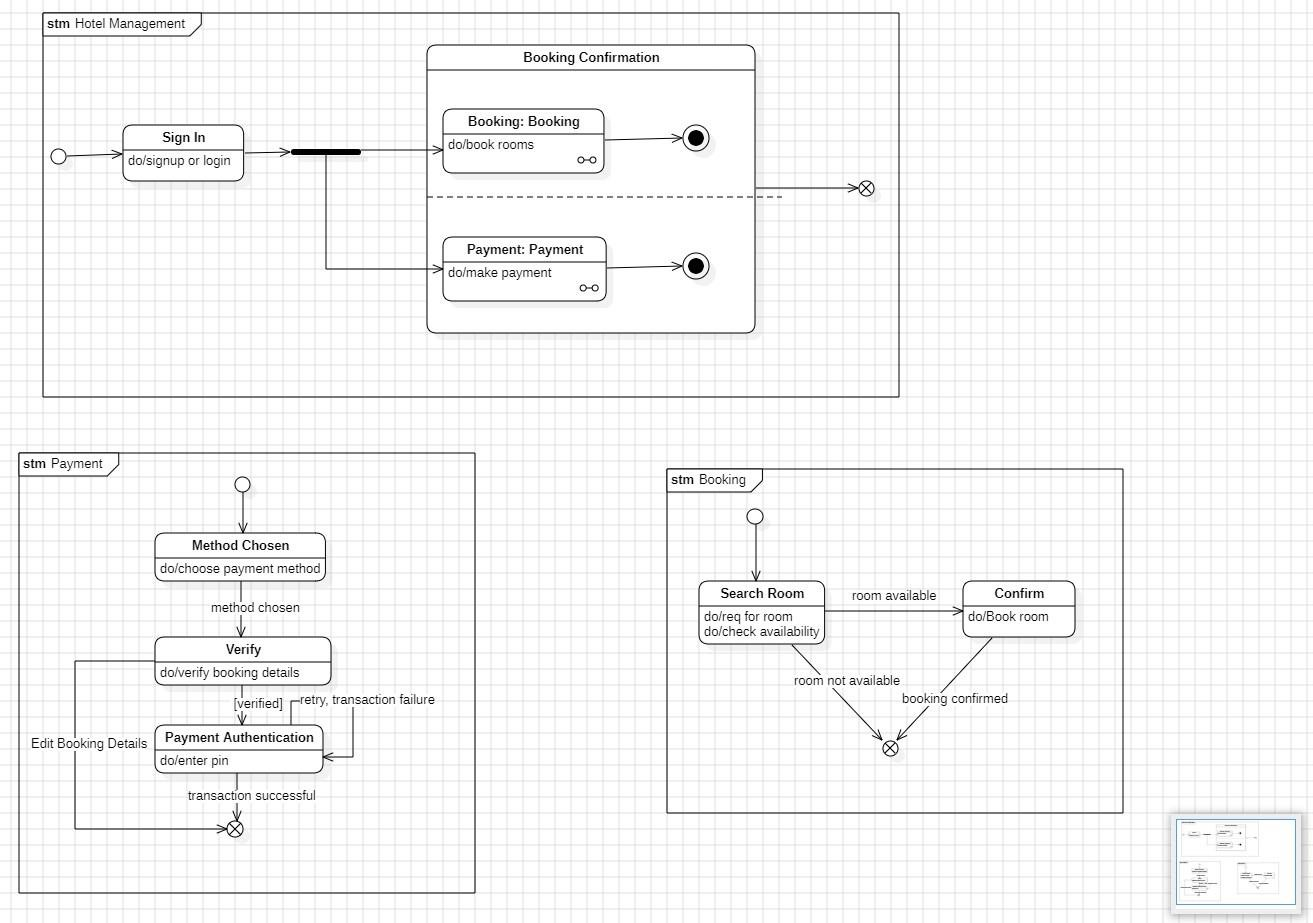 stm Hotel Management
Booking Confirmation
Sign In
do/signup or login
Booking: Booking
do/book rooms
Payment: Payment
do/make payment
stm Payment
Method Chosen
do/choose payment method
method chosen
Verify
do/verify booking details
[verified]
retry, transaction failure
Edit Booking Details
Payment Authentication
do/enter pin
transaction successful
stm Booking
Search Room
do/req for room
do/check availability
room available
Confirm
do/Book room
room not available
booking confirmed